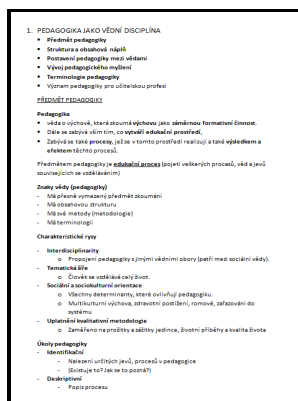 1. PEDAGOGIKA JAKO VĚDNÍ DISCIPLÍNA
• Předmět pedagogiky
• Struktura a obsahová náplň
• Postavení pedagogiky mezi vědami
• Vývoj pedagogického myšlení
• Terminologie pedagogiky
• Význam pedagogiky pro učitelskou profesi
PŘEDMĚT PEDAGOGIKY
Pedagogika
• věda o výchově, která zkoumá výchovu jako záměrnou formativní činnost.
• Dále se zabývá vším tím, co vytváří edukační prostředí,
• Zabývá se také procesy, jež se v tomto prostředí realizují a také výsledkem a
efektem těchto procesů.
Předmětem pedagogiky je edukační proces (pojetí veškerých procesů, věd a jevů
souvisejících se vzděláváním)
Znaky vědy (pedagogiky)
- Má přesně vymezený předmět zkoumání
- Má obsahovou strukturu
- Má své metody (metodologie)
- Má terminologii
Charakteristické rysy
- Interdisciplinarity
o Propojení pedagogiky s jinými vědními obory (patří mezi sociální vědy).
- Tematická šíře
o Člověk se vzdělává celý život.
- Sociální a sociokulturní orientace
o Všechny determinanty, které ovlivňují pedagogiku.
o Multikulturní výchova, zdravotní postižení, romové, zařazování do
systému
- Uplatnění kvalitativní metodologie
o Zaměřeno na prožitky a zážitky jedince, životní příběhy a kvalita života
Úkoly pedagogiky
- Identifikační
- Nalezení určitých jevů, procesů v pedagogice
- (Existuje to? Jak se to pozná?)
- Deskriptivní
- Popis procesu